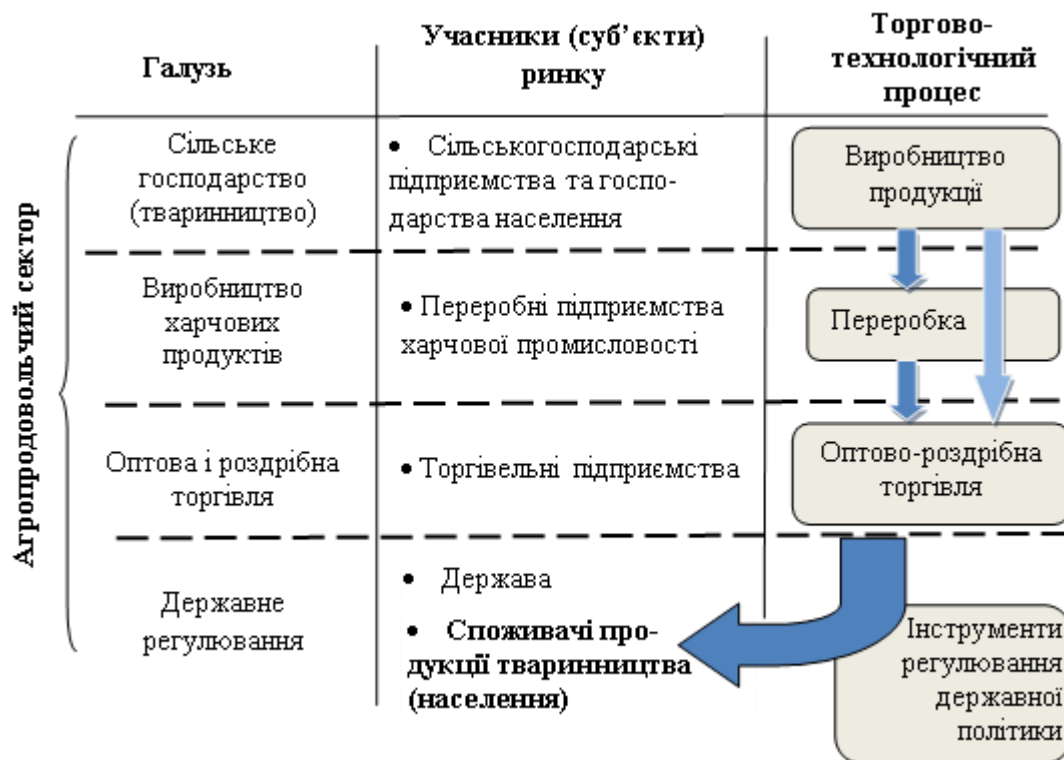 Галузь
Учасники (суб’єкти)
ринку
Торгово-
технологічний
процес
Агропродовольчий сектор
Сільське
господарство
(тваринництво)
• Сільськогосподарські
підприємства та госпо-
дарства населення
Виробництво
продукції
Виробництво
харчових
продуктів
• Переробні підприємства
харчової промисловості
Переробка
Оптова і роздрібна
торгівля
• Торгівельні підприємства
Оптово-роздрібна
торгівля
Державне
регулювання
• Держава
• Споживачі про-
дукції тваринництва
(населення)
Інструменти
регулювання
державної
політики